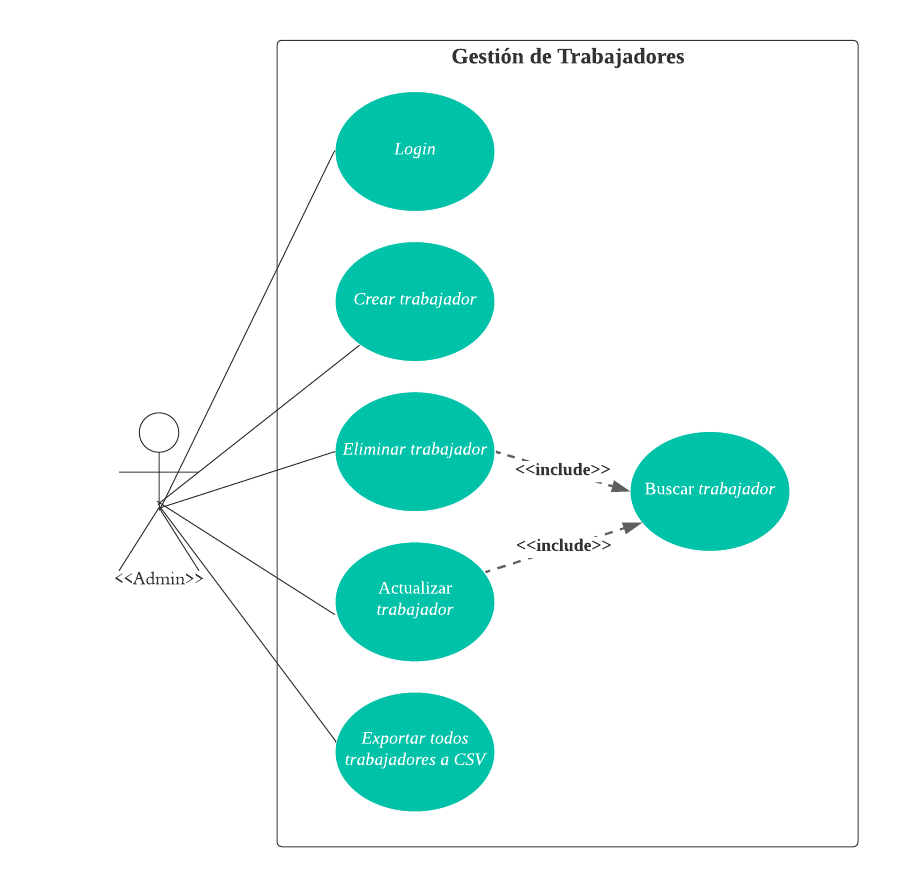 Gestión de Trabajadores
Login
Crear trabajador
Eliminar trabajador
<<include>>
Buscar trabajador
<<include>>
Actualizar
trabajador
<<Admin>>
Exportar todos
trabajadores a CSV